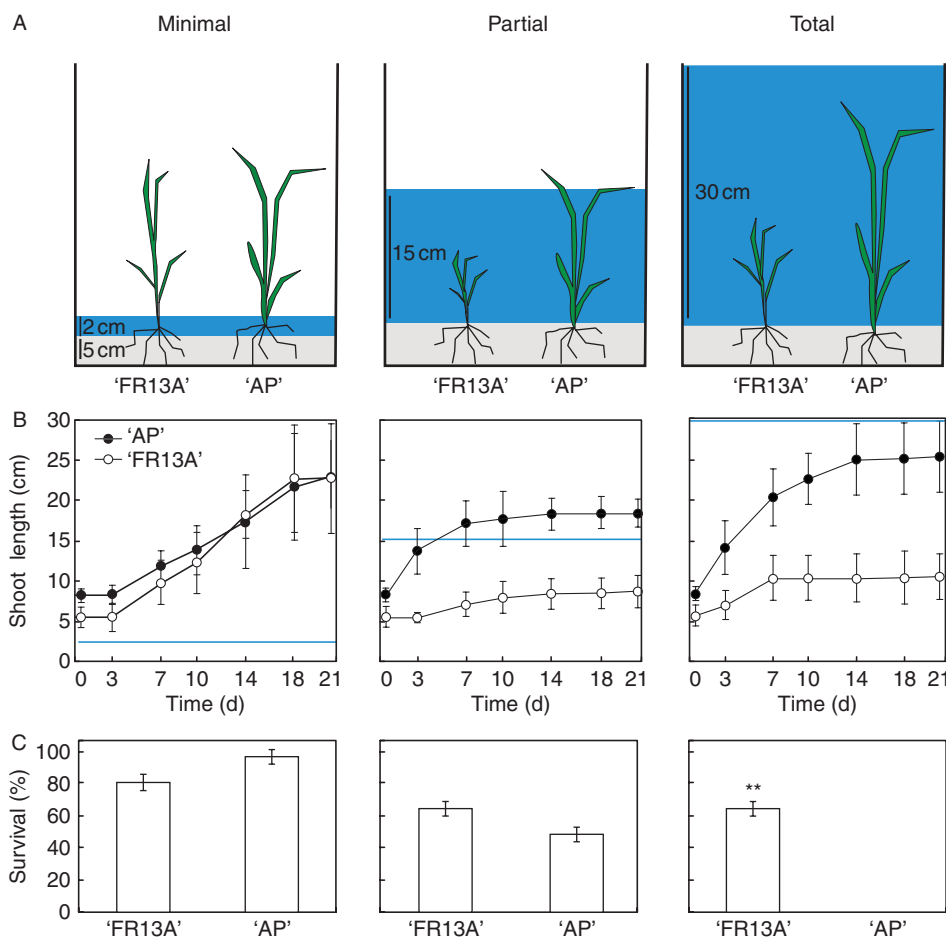 A
Minimal
Partial
Total
2 cm
5 cm
15 cm
30 cm
'FR13A' 'AP'
'FR13A' 'AP'
'FR13A' 'AP'
B
Shoot length (cm)
30
25
20
15
10
5
0
'AP'
'FR13A'
0 3 7 10 14 18 21
Time (d)
0 3 7 10 14 18 21
Time (d)
0 3 7 10 14 18 21
Time (d)
C
Survival (%)
100
80
60
40
20
0
**
'FR13A' 'AP'
'FR13A' 'AP'
'FR13A' 'AP'